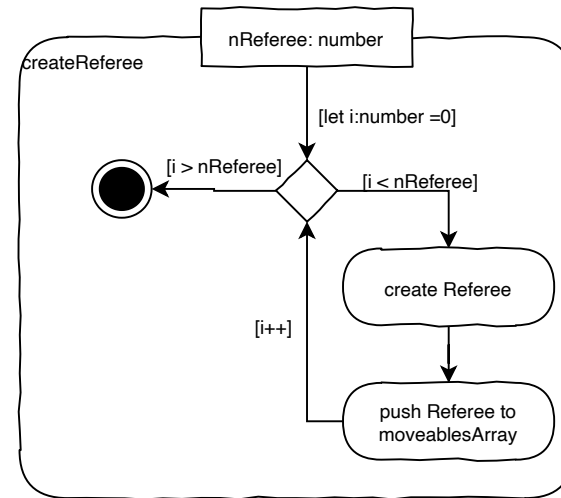 nReferee: number
createReferee
[let i:number =0]
[i > nReferee]
[i < nReferee]
create Referee
[i++]
push Referee to
moveablesArray